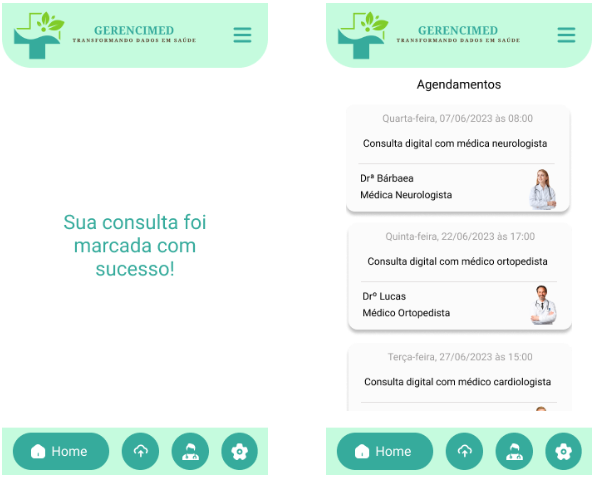 GERENCIMED
TRANSFORMANDO DADOS EM SAÚDE
Sua consulta foi
marcada com
sucesso!
Home
GERENCIMED
TRANSFORMANDO DADOS EM SAÚDE
Agendamentos
Quarta-feira, 07/06/2023 às 08:00
Consulta digital com médica neurologista
Drª Bárbaea
Médica Neurologista
Quinta-feira, 22/06/2023 às 17:00
Consulta digital com médico ortopedista
Drº Lucas
Médico Ortopedista
Terça-feira, 27/06/2023 às 15:00
Consulta digital com médico cardiologista
Home